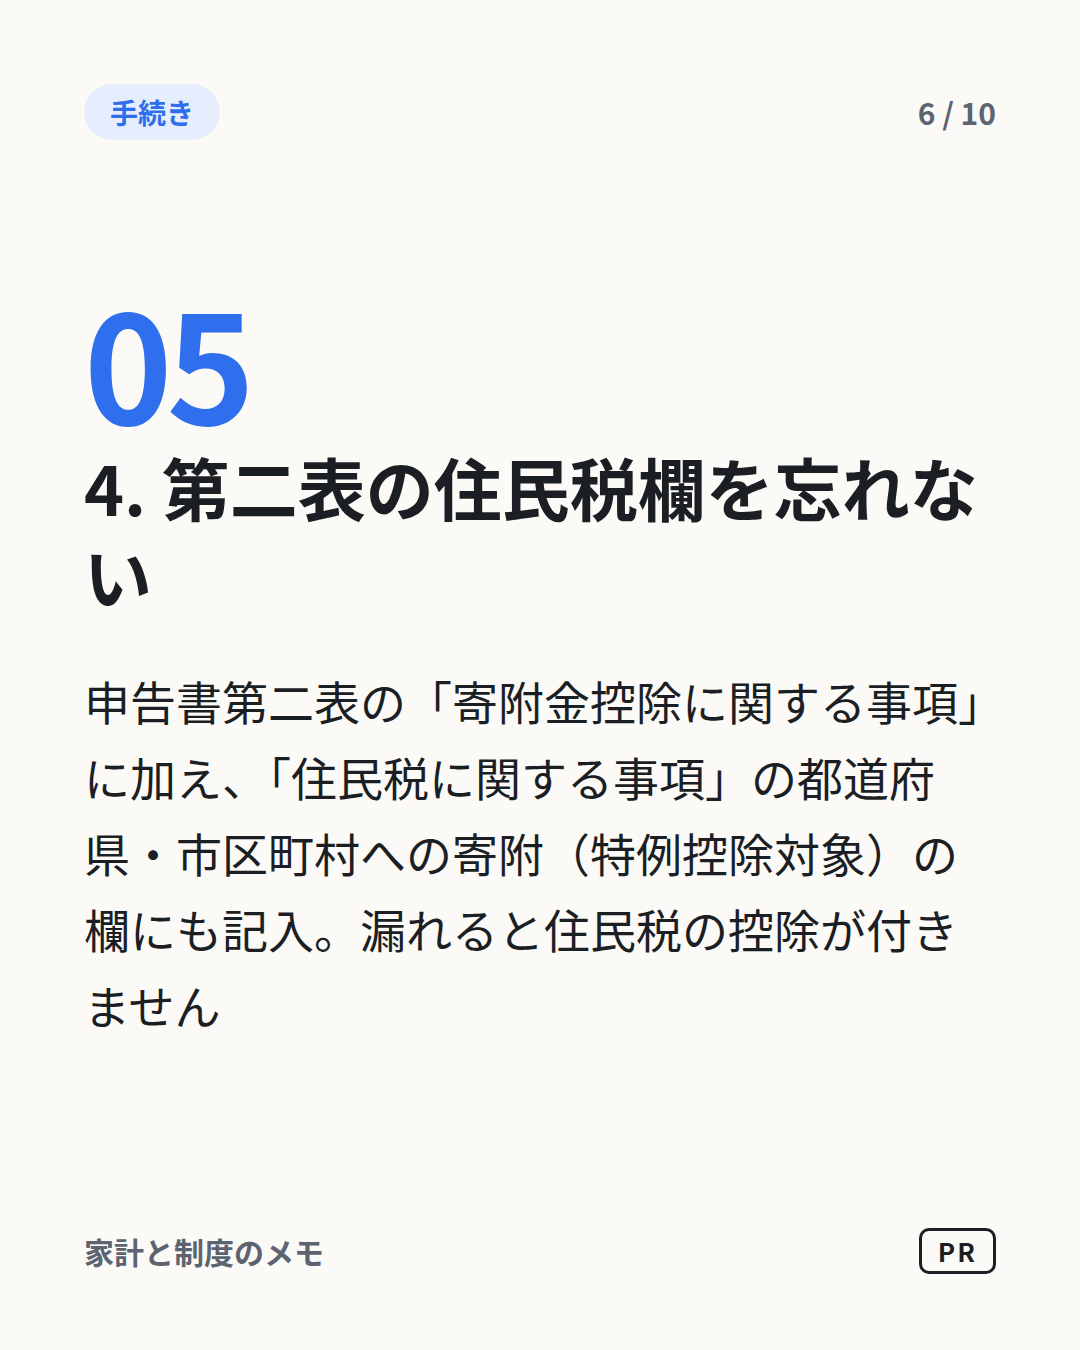 手続き
6 / 10
05
4. 第二表の住民税欄を忘れな
い
申告書第二表の「寄附金控除に関する事項」
に加え、「住民税に関する事項」の都道府
県・市区町村への寄附（特例控除対象）の
欄にも記入。漏れると住民税の控除が付き
ません
家計と制度のメモ
PR